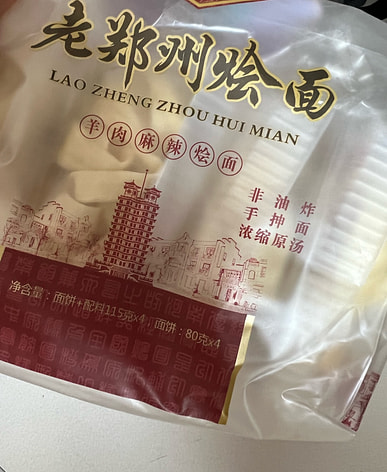 老郑州烩面
LAO ZHENG ZHOU HUI MIAN
羊肉麻辣烩面
非油炸
手抻面
浓缩原汤
净含量：面饼+配料115克x4 面饼：80克x4